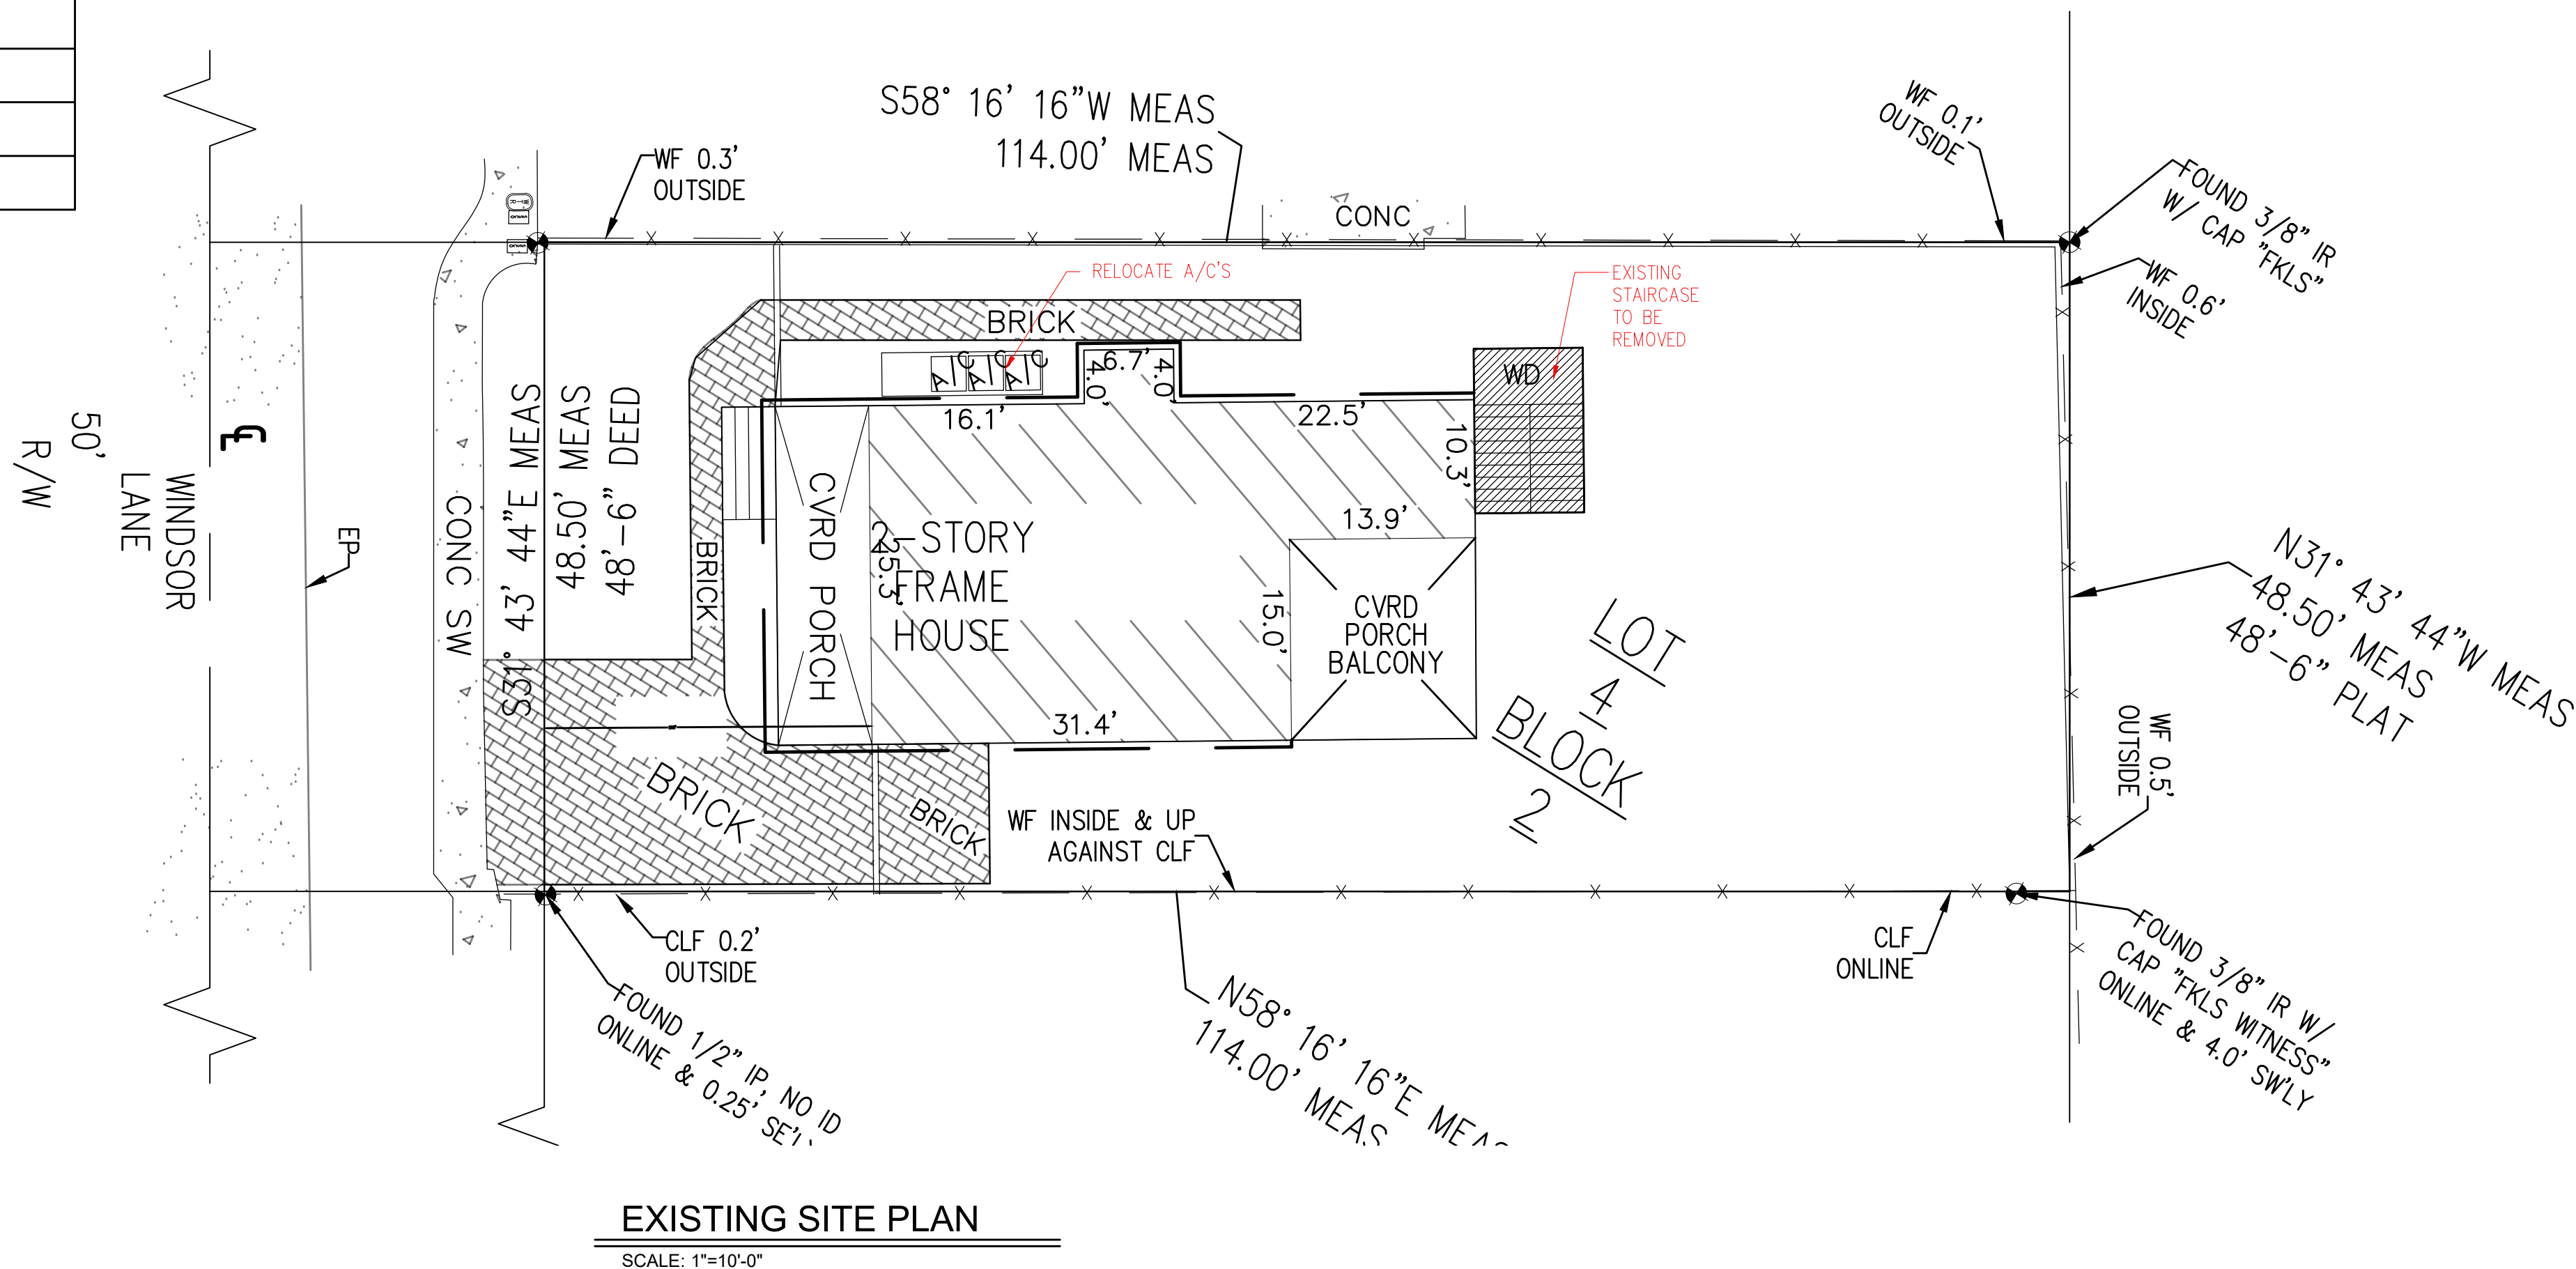 S58° 16' 16"W MEAS
114.00' MEAS
WF 0.3'
OUTSIDE
WF 0.1'
OUTSIDE
FOUND 3/8" IR
W/ CAP "FKLS"
WF 0.6'
INSIDE
CONC
RELOCATE A/C'S
EXISTING
STAIRCASE
TO BE
REMOVED
BRICK
A/C
A/C
A/C
6.7'
4.0'
4.0'
16.1'
22.5'
10.3'
WD
50'
R/W
WINDSOR
LANE
EP
CONC SW
S31° 43' 44"E MEAS
48.50' MEAS
48'-6" DEED
BRICK
CVRD PORCH
25.3'
2-STORY
FRAME
HOUSE
13.9'
15.0'
CVRD
PORCH
BALCONY
31.4'
LOT
4
BLOCK
2
N31° 43' 44"W MEAS
48.50' MEAS
48'-6" PLAT
WF 0.5'
OUTSIDE
BRICK
BRICK
WF INSIDE & UP
AGAINST CLF
CLF 0.2'
OUTSIDE
CLF
ONLINE
FOUND 1/2" IP, NO ID
ONLINE & 0.25' SE'LY
N58° 16' 16"E MEAS
114.00' MEAS
FOUND 3/8" IR W/
CAP "FKLS WITNESS"
ONLINE & 4.0' SW'LY
EXISTING SITE PLAN
SCALE: 1"=10'-0"